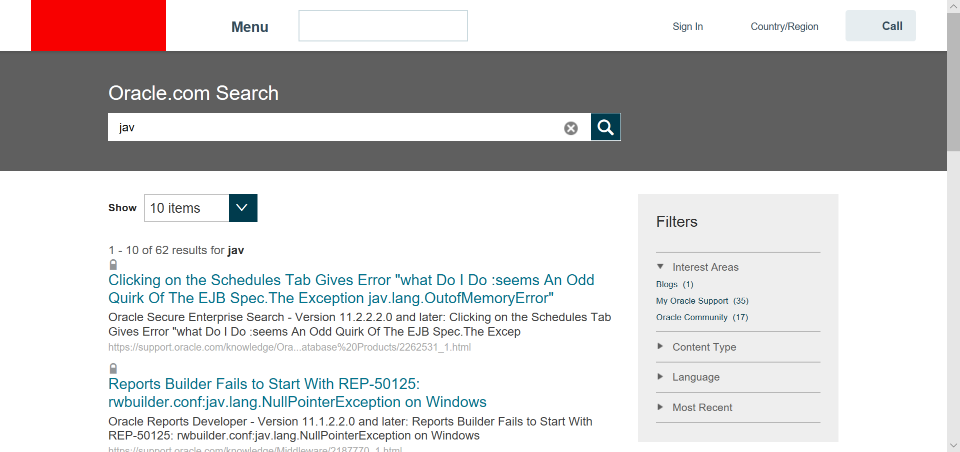 Menu
Sign In
Country/Region
Call
Oracle.com Search
jav
Show 10 items
1 - 10 of 62 results for jav
Clicking on the Schedules Tab Gives Error "what Do I Do :seems An Odd
Quirk Of The EJB Spec.The Exception jav.lang.OutofMemoryError"
Oracle Secure Enterprise Search - Version 11.2.2.2.0 and later: Clicking on the Schedules Tab
Gives Error "what Do I Do :seems An Odd Quirk Of The EJB Spec.The Excep
https://support.oracle.com/knowledge/Ora...atabase%20Products/2262531_1.html
Reports Builder Fails to Start With REP-50125:
rwbuilder.conf:jav.lang.NullPointerException on Windows
Oracle Reports Developer - Version 11.1.2.2.0 and later: Reports Builder Fails to Start With
REP-50125: rwbuilder.conf:jav.lang.NullPointerException on Windows
https://support.oracle.com/knowledge/Middleware/2187770_1.html
Filters
Interest Areas
Blogs (1)
My Oracle Support (35)
Oracle Community (17)
Content Type
Language
Most Recent